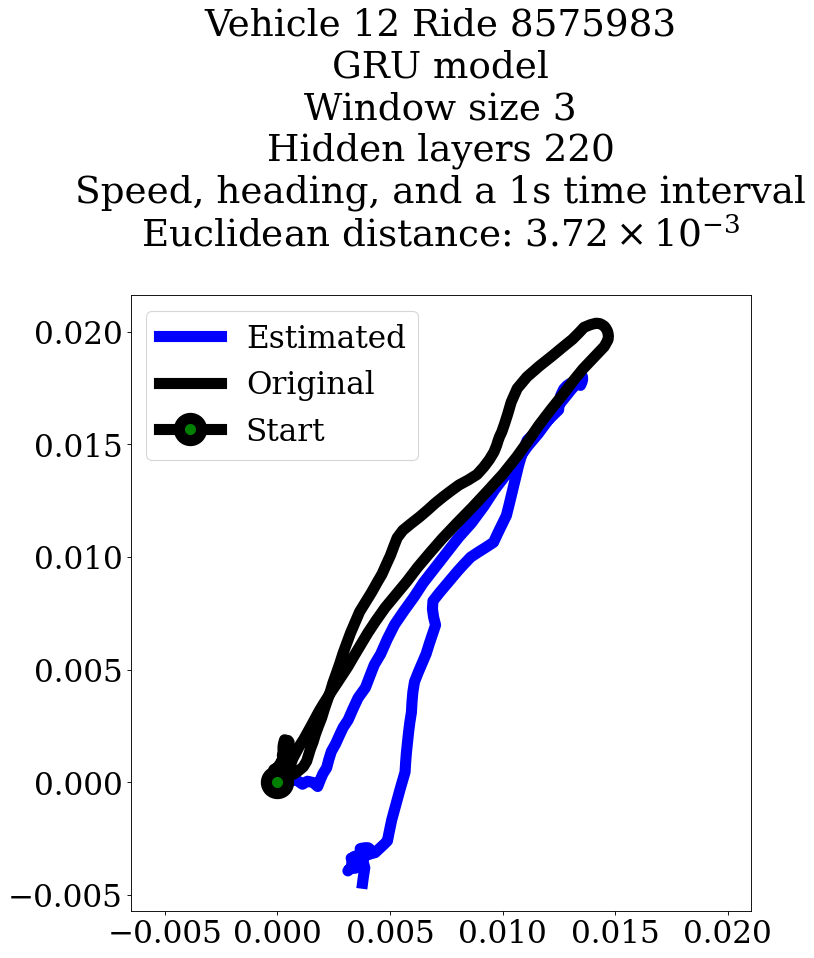 Vehicle 12 Ride 8575983
GRU model
Window size 3
Hidden layers 220
Speed, heading, and a 1s time interval
Euclidean distance: 3.72 × 10⁻³
Estimated
Original
Start
0.020
0.015
0.010
0.005
0.000
−0.005
−0.005 0.000 0.005 0.010 0.015 0.020